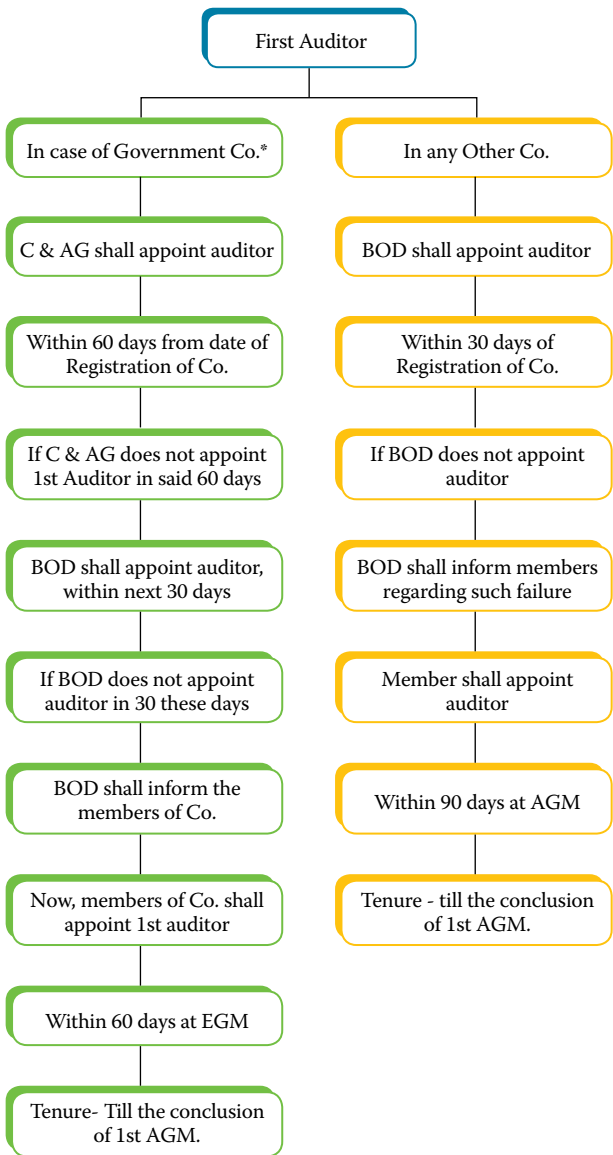 First Auditor
In case of Government Co.*
C & AG shall appoint auditor
Within 60 days from date of
Registration of Co.
If C & AG does not appoint
1st Auditor in said 60 days
BOD shall appoint auditor,
within next 30 days
If BOD does not appoint
auditor in 30 these days
BOD shall inform the
members of Co.
Now, members of Co. shall
appoint 1st auditor
Within 60 days at EGM
Tenure- Till the conclusion
of 1st AGM.
In any Other Co.
BOD shall appoint auditor
Within 30 days of
Registration of Co.
If BOD does not appoint
auditor
BOD shall inform members
regarding such failure
Member shall appoint
auditor
Within 90 days at AGM
Tenure - till the conclusion
of 1st AGM.